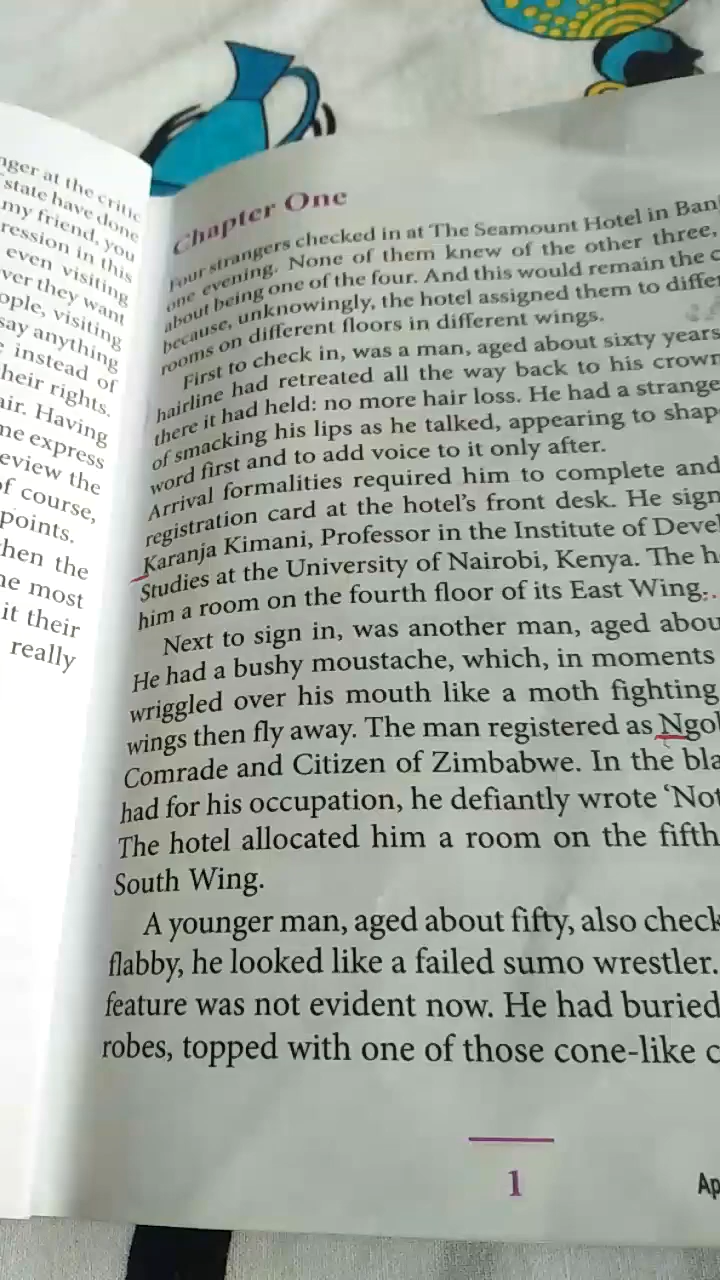 nger at the critic
state have done
my friend, you
ression in this
even visiting
ver they want
ople, visiting
say anything
instead of
heir rights.
air. Having
me express
eview the
of course,
points.
hen the
ne most
it their
really
Chapter One
Four strangers checked in at The Seamount Hotel in Ban
one evening. None of them knew of the other three,
about being one of the four. And this would remain the c
because, unknowingly, the hotel assigned them to differ
rooms on different floors in different wings.
First to check in, was a man, aged about sixty years
hairline had retreated all the way back to his crown
there it had held: no more hair loss. He had a strange
of smacking his lips as he talked, appearing to shap
word first and to add voice to it only after.
Arrival formalities required him to complete and
registration card at the hotel's front desk. He sign
Karanja Kimani, Professor in the Institute of Devel
Studies at the University of Nairobi, Kenya. The h
him a room on the fourth floor of its East Wing.
Next to sign in, was another man, aged abou
He had a bushy moustache, which, in moments
wriggled over his mouth like a moth fighting
wings then fly away. The man registered as Ngol
Comrade and Citizen of Zimbabwe. In the bla
had for his occupation, he defiantly wrote ‘Not
The hotel allocated him a room on the fifth
South Wing.
A younger man, aged about fifty, also check
flabby, he looked like a failed sumo wrestler.
feature was not evident now. He had buried
robes, topped with one of those cone-like c
1
Ap